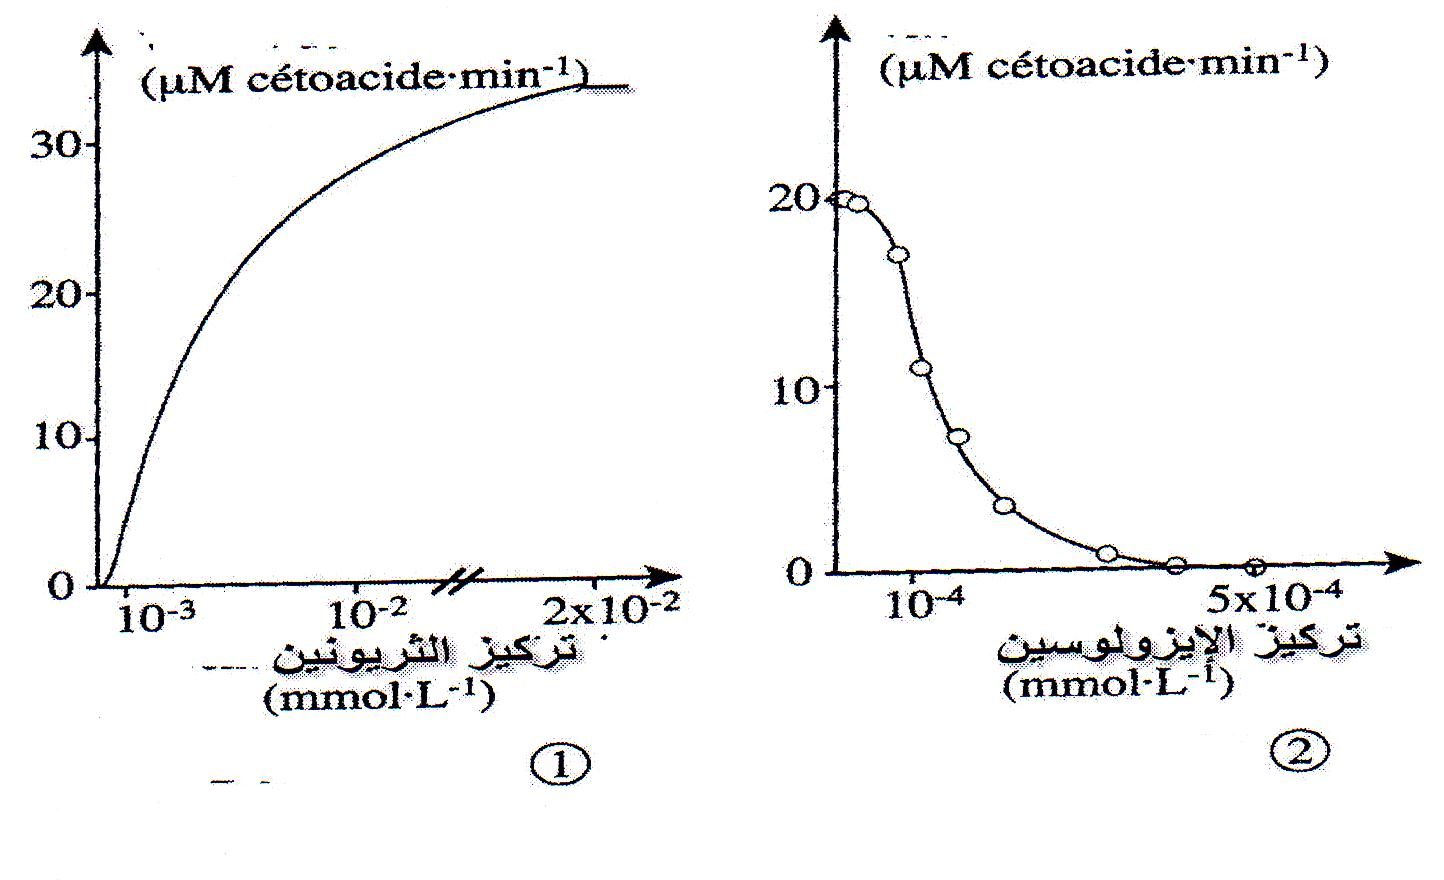 (µM cétoacide·min⁻¹)
30
20
10
0
10⁻³
10⁻²
2x10⁻²
تركيز الثريونين
(mmol·L⁻¹)
①
(µM cétoacide·min⁻¹)
20
10
0
10⁻⁴
5x10⁻⁴
تركيز الإيزولوسين
(mmol·L⁻¹)
②